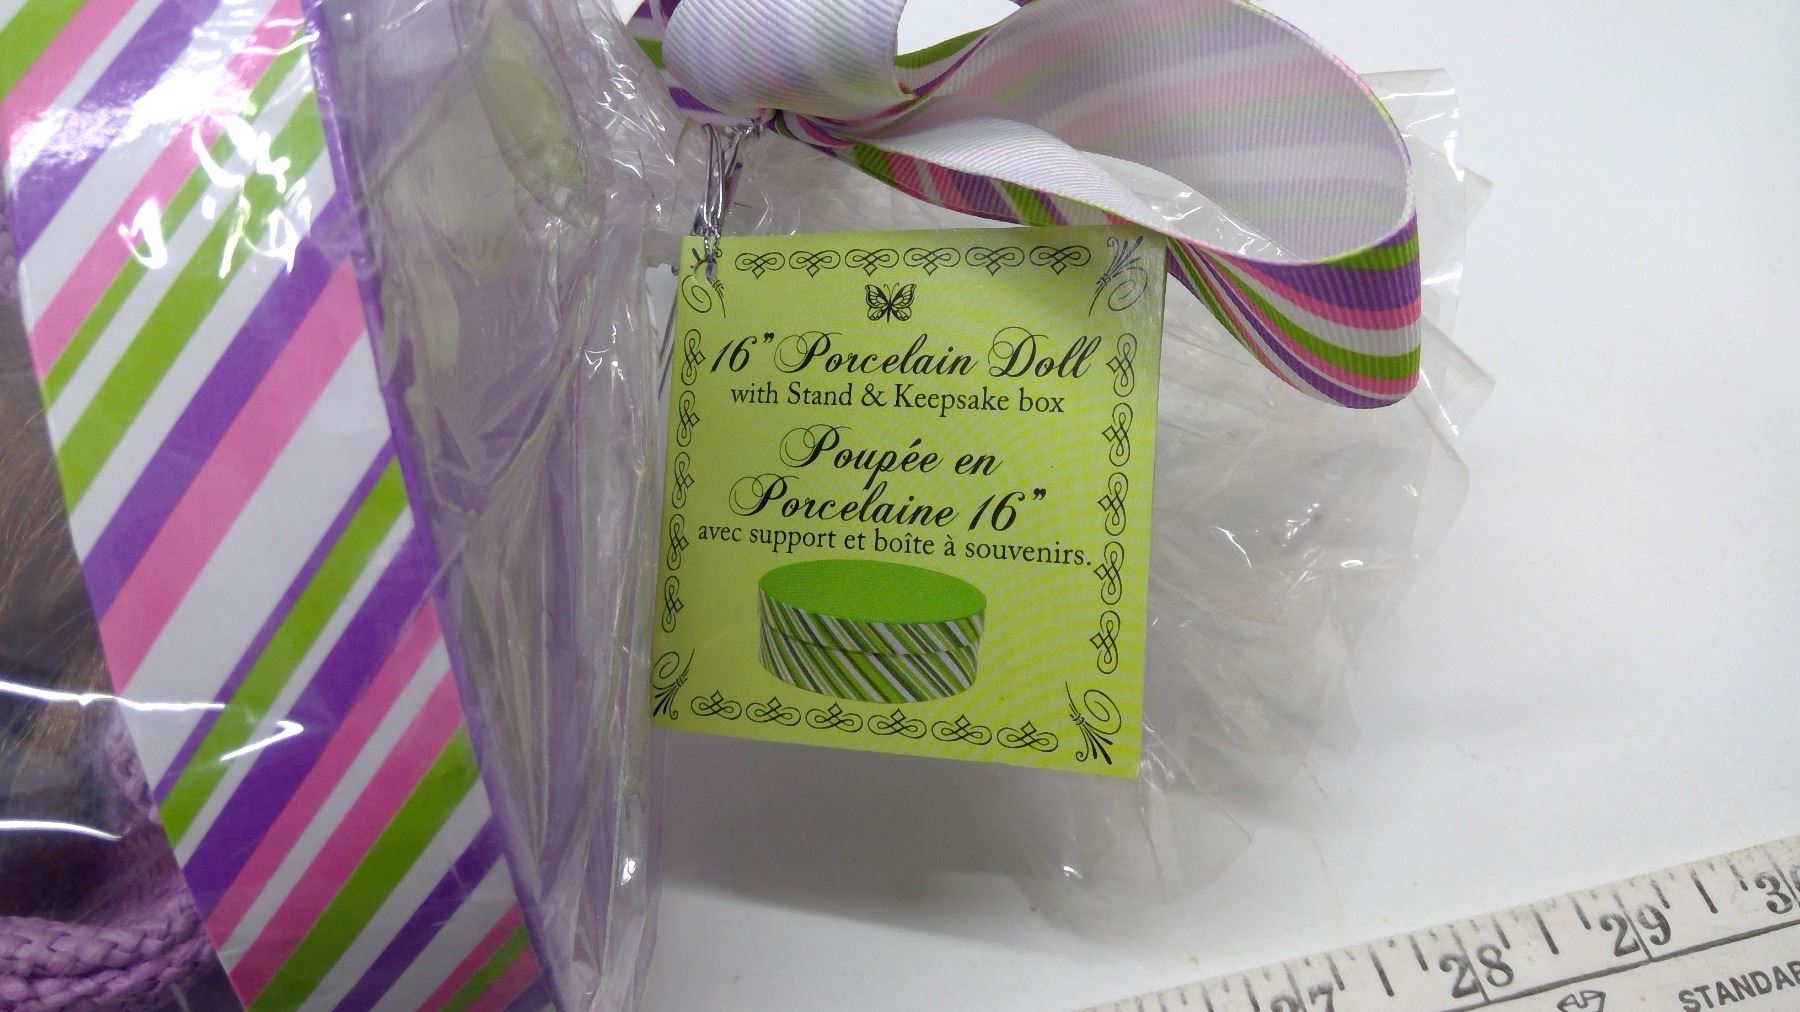 16” Porcelain Doll
with Stand & Keepsake box
Poupée en
Porcelaine 16”
avec support et boîte à souvenirs.
27 28 29
STANDAR